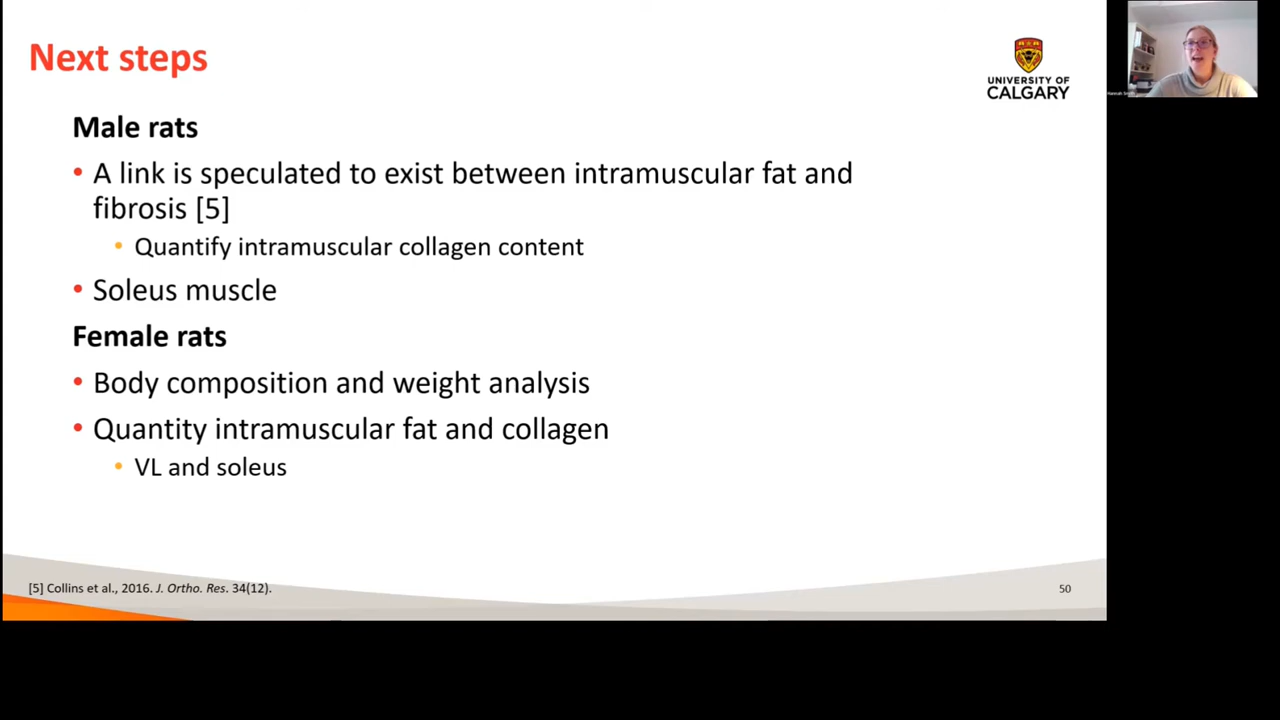 Next steps
UNIVERSITY OF
CALGARY
Male rats
• A link is speculated to exist between intramuscular fat and
fibrosis [5]
• Quantify intramuscular collagen content
• Soleus muscle
Female rats
• Body composition and weight analysis
• Quantity intramuscular fat and collagen
• VL and soleus
[5] Collins et al., 2016. J. Ortho. Res. 34(12).
50